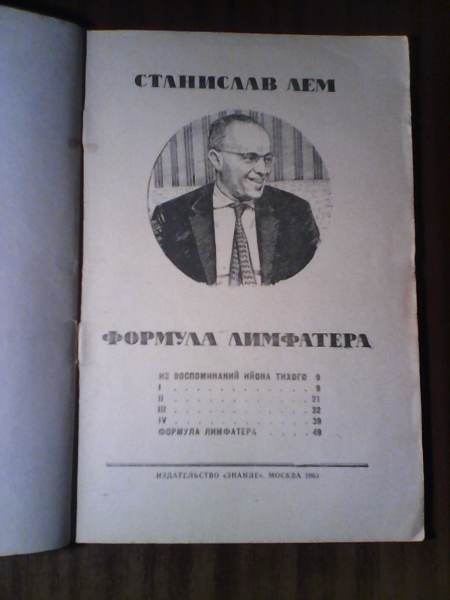 СТАНИСЛАВ ЛЕМ
ФОРМУЛА ЛИМФАТЕРА
ИЗ ВОСПОМИНАНИЙ ИЙОНА ТИХОГО 9
I . . . . . . . . . . . . . . . 9
II . . . . . . . . . . . . . . 21
III . . . . . . . . . . . . . . 32
IV . . . . . . . . . . . . . . 39
ФОРМУЛА ЛИМФАТЕРА . . . . 49
ИЗДАТЕЛЬСТВО «ЗНАНИЕ», МОСКВА